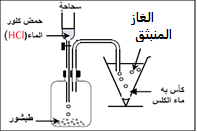 سحاحة
حمض كلور
الماء(HCl)
الغاز
المنبثق
كأس به
ماء الكلس
طبشور